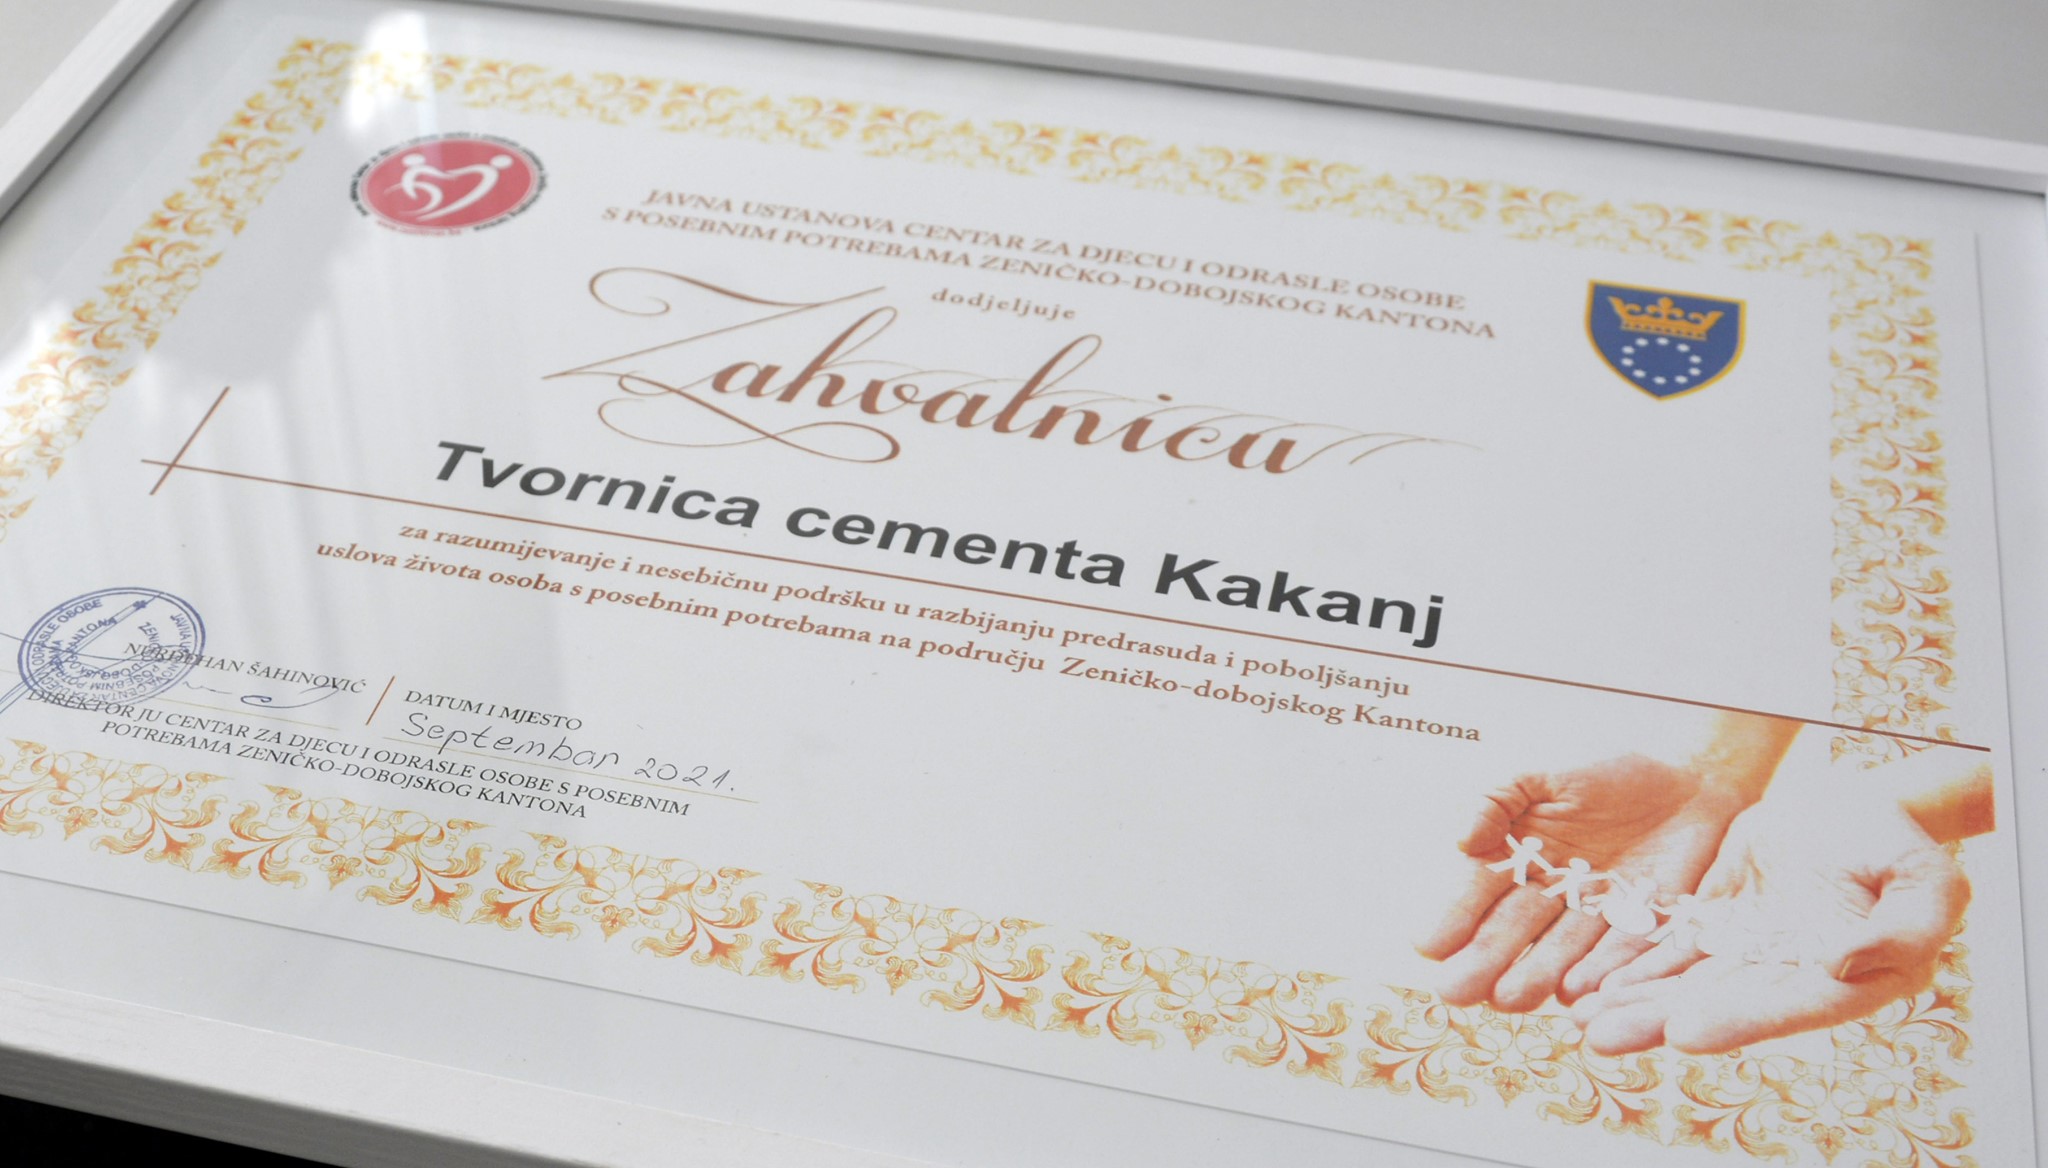 JAVNA USTANOVA CENTAR ZA DJECU I ODRASLE OSOBE
S POSEBNIM POTREBAMA ZENIČKO-DOBOJSKOG KANTONA
dodjeljuje
Zahvalnicu
Tvornica cementa Kakanj
za razumijevanje i nesebičnu podršku u razbijanju predrasuda i poboljšanju
uslova života osoba s posebnim potrebama na području Zeničko-dobojskog Kantona
ŠAHINOVIĆ
DIREKTOR JU CENTAR ZA DJECU I ODRASLE OSOBE S POSEBNIM
POTREBAMA ZENIČKO-DOBOJSKOG KANTONA
DATUM I MJESTO
Septembar 2021.